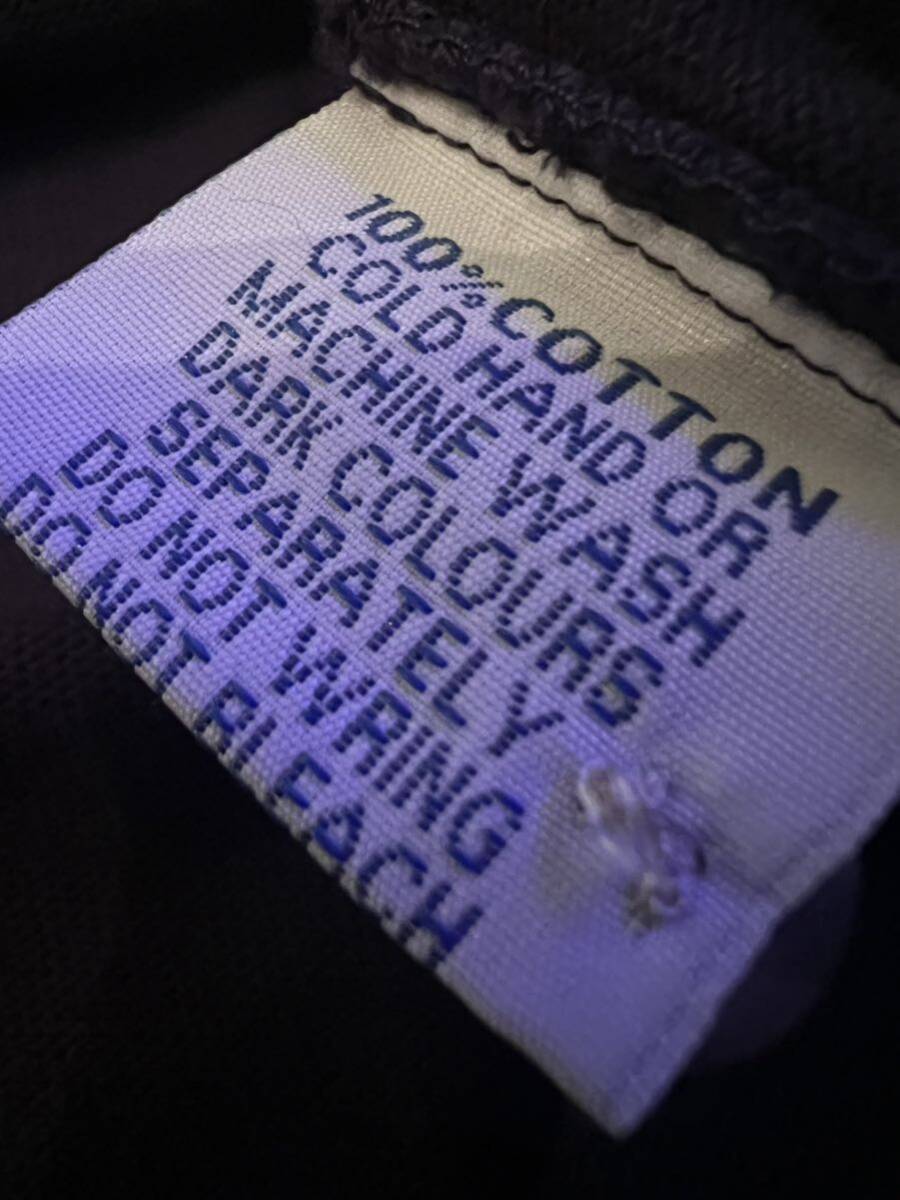 100% COTTON
COLD HAND OR
MACHINE WASH
DARK COLOURS
SEPARATELY
DO NOT WRING
DO NOT BLEACH